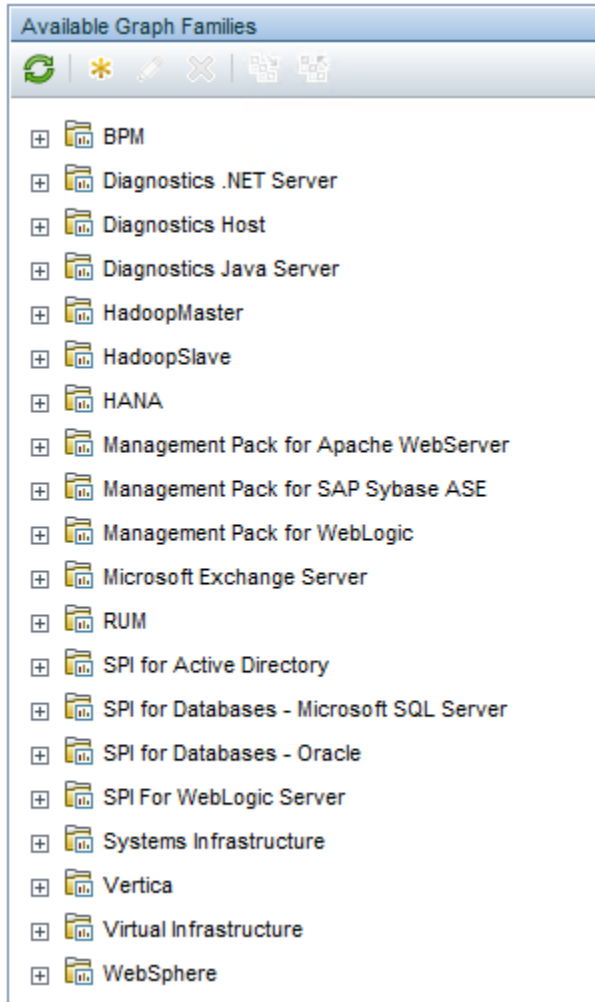 Available Graph Families
BPM
Diagnostics .NET Server
Diagnostics Host
Diagnostics Java Server
HadoopMaster
HadoopSlave
HANA
Management Pack for Apache WebServer
Management Pack for SAP Sybase ASE
Management Pack for WebLogic
Microsoft Exchange Server
RUM
SPI for Active Directory
SPI for Databases - Microsoft SQL Server
SPI for Databases - Oracle
SPI For WebLogic Server
Systems Infrastructure
Vertica
Virtual Infrastructure
WebSphere